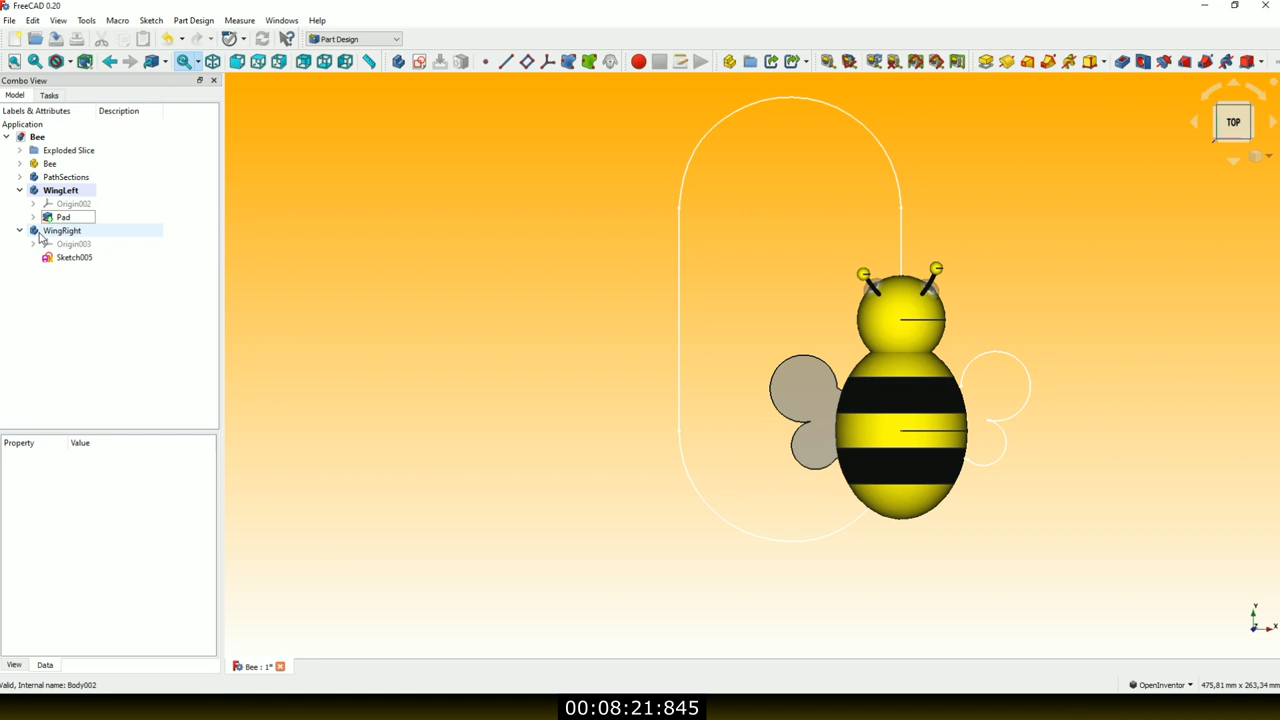 FreeCAD 0.20
File Edit View Tools Macro Sketch Part Design Measure Windows Help
Part Design
Combo View
Model Tasks
Labels & Attributes Description
Application
Bee
Exploded Slice
Bee
PathSections
WingLeft
Origin002
Pad
WingRight
Origin003
Sketch005
TOP
Y
Z X
Property Value
View Data
Bee : 1*
Valid, Internal name: Body002
OpenInventor 475,81 mm x 263,34 mm
00:08:21:845